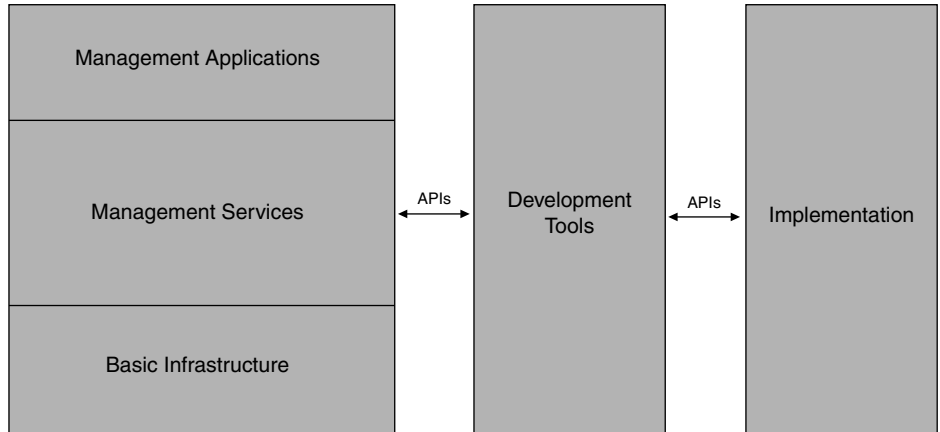 Management Applications
Management Services
Basic Infrastructure
APIs
Development
Tools
APIs
Implementation